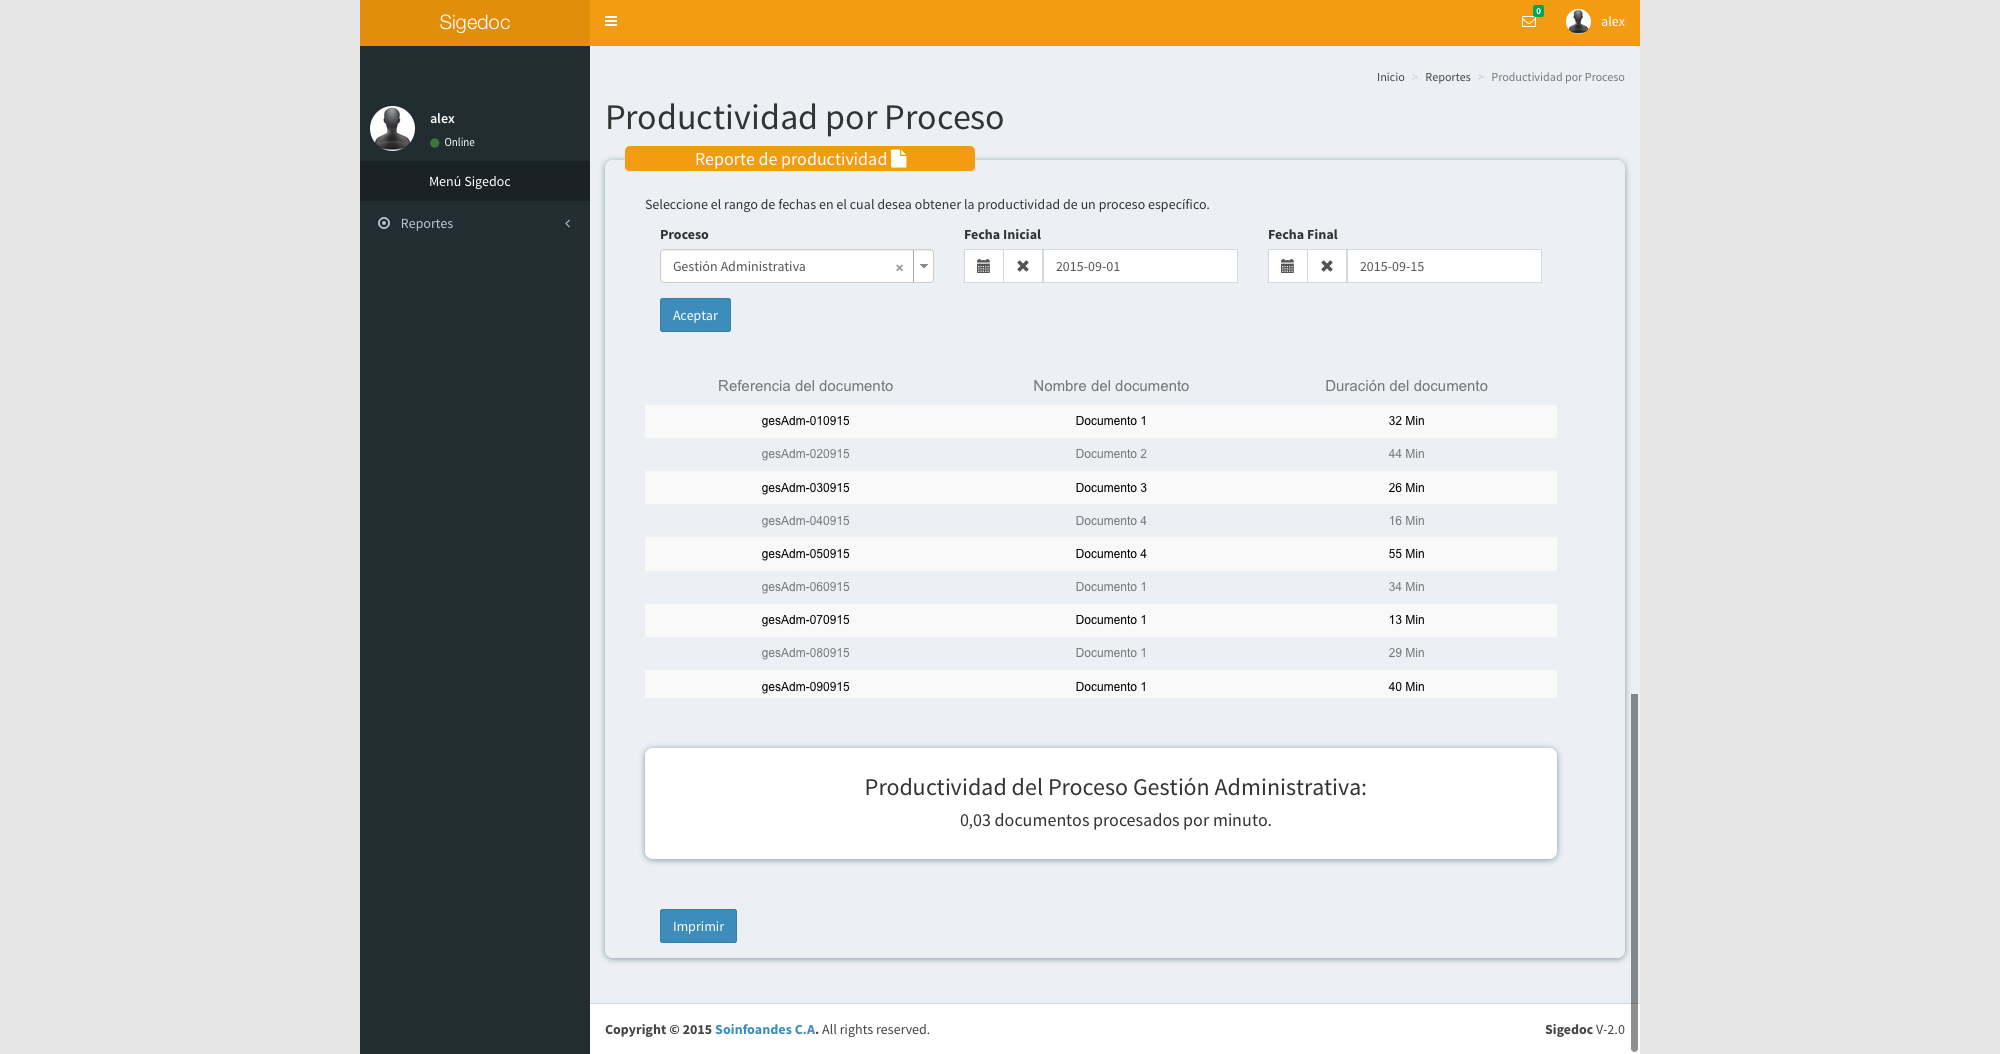 Sigedoc
0
alex
Inicio > Reportes > Productividad por Proceso
alex
Online
Menú Sigedoc
Reportes
Productividad por Proceso
Reporte de productividad
Seleccione el rango de fechas en el cual desea obtener la productividad de un proceso específico.
Proceso Fecha Inicial Fecha Final
Gestión Administrativa × 2015-09-01 2015-09-15
Aceptar
Referencia del documento Nombre del documento Duración del documento
gesAdm-010915 Documento 1 32 Min
gesAdm-020915 Documento 2 44 Min
gesAdm-030915 Documento 3 26 Min
gesAdm-040915 Documento 4 16 Min
gesAdm-050915 Documento 4 55 Min
gesAdm-060915 Documento 1 34 Min
gesAdm-070915 Documento 1 13 Min
gesAdm-080915 Documento 1 29 Min
gesAdm-090915 Documento 1 40 Min
Productividad del Proceso Gestión Administrativa:
0,03 documentos procesados por minuto.
Imprimir
Copyright © 2015 Soinfoandes C.A. All rights reserved.
Sigedoc V-2.0